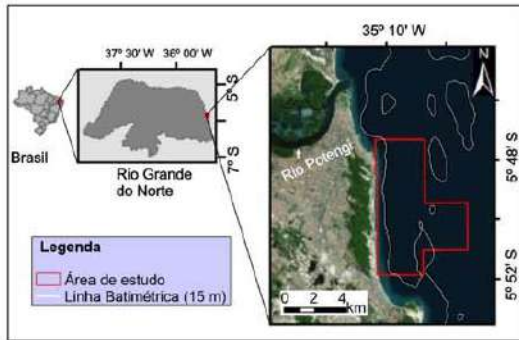 35º 10' W
37º 30' W 36º 00' W
5º S
7º S
Brasil
Rio Grande
do Norte
Rio Potengi
N
5º 48' S
5º 52' S
Legenda
Área de estudo
Linha Batimétrica (15 m)
0 2 4
km